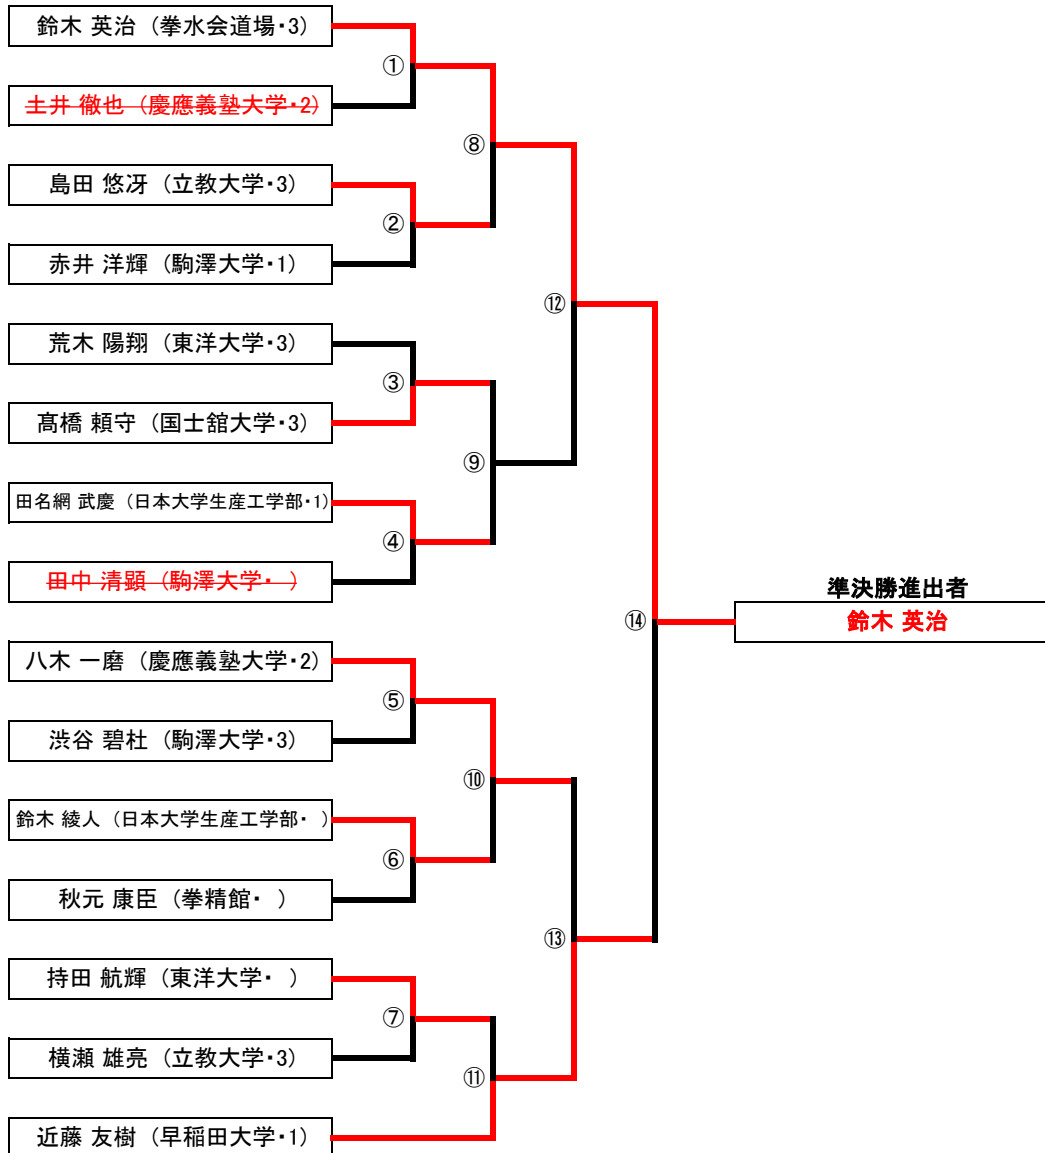 鈴木 英治（拳水会道場・3）
①
土井 徹也（慶應義塾大学・2）
⑧
島田 悠冴（立教大学・3）
②
赤井 洋輝（駒澤大学・1）
⑫
荒木 陽翔（東洋大学・3）
③
髙橋 頼守（国士舘大学・3）
⑨
田名網 武慶（日本大学生産工学部・1）
④
田中 清顕（駒澤大学・　）
準決勝進出者
⑭
鈴木 英治
八木 一磨（慶應義塾大学・2）
⑤
渋谷 碧杜（駒澤大学・3）
⑩
鈴木 綾人（日本大学生産工学部・　）
⑥
秋元 康臣（拳精館・　）
⑬
持田 航輝（東洋大学・　）
⑦
横瀬 雄亮（立教大学・3）
⑪
近藤 友樹（早稲田大学・1）